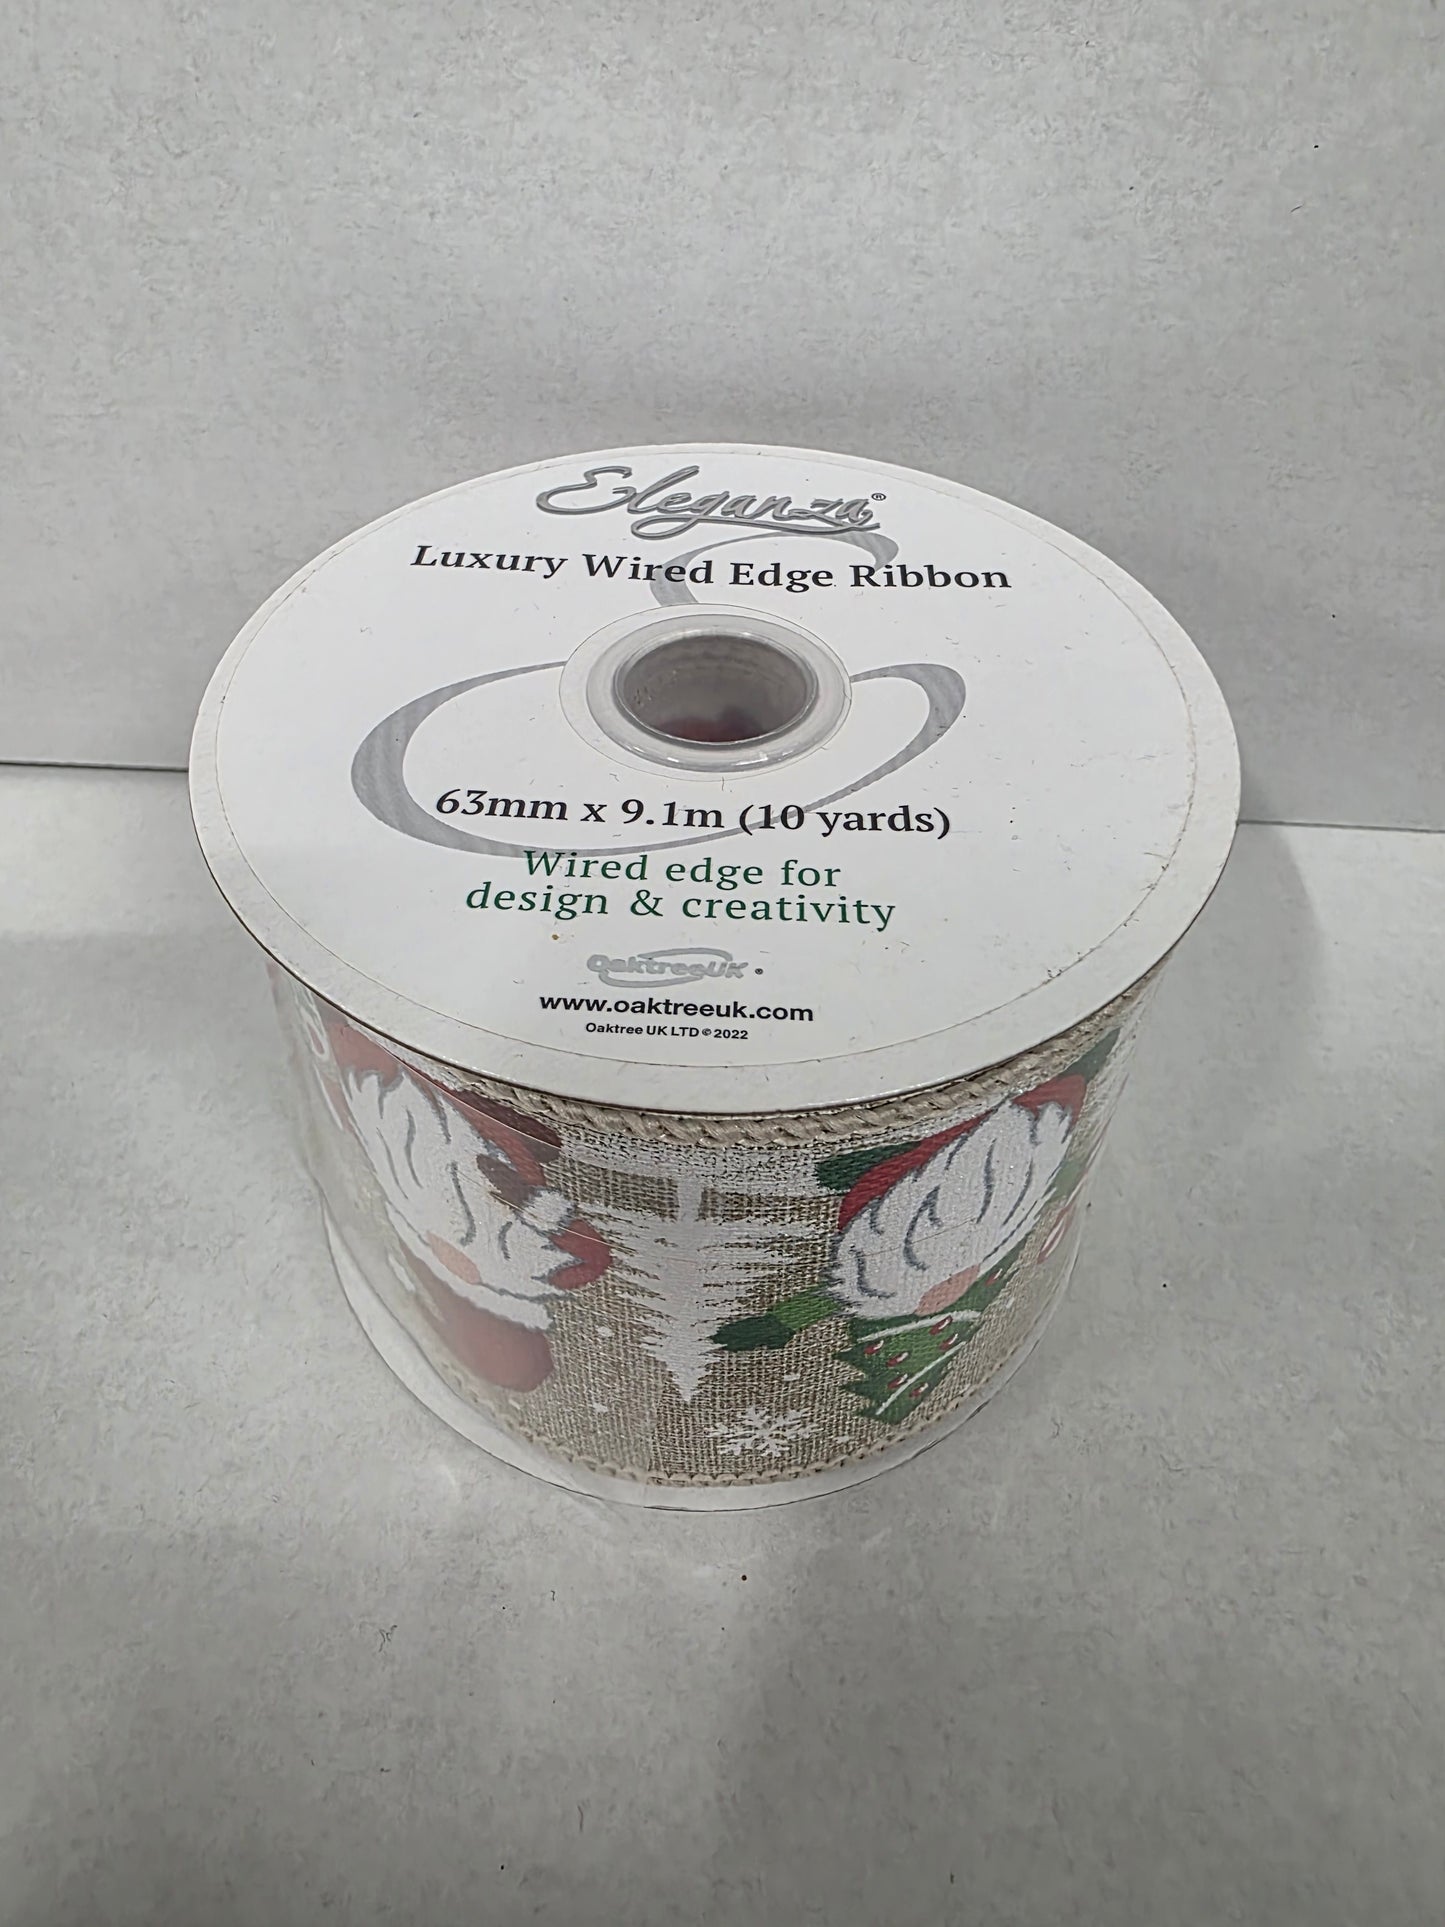 Eleganza®
Luxury Wired Edge Ribbon
63mm x 9.1m (10 yards)
Wired edge for
design & creativity
OaktreeUK
www.oaktreeuk.com
Oaktree UK LTD © 2022